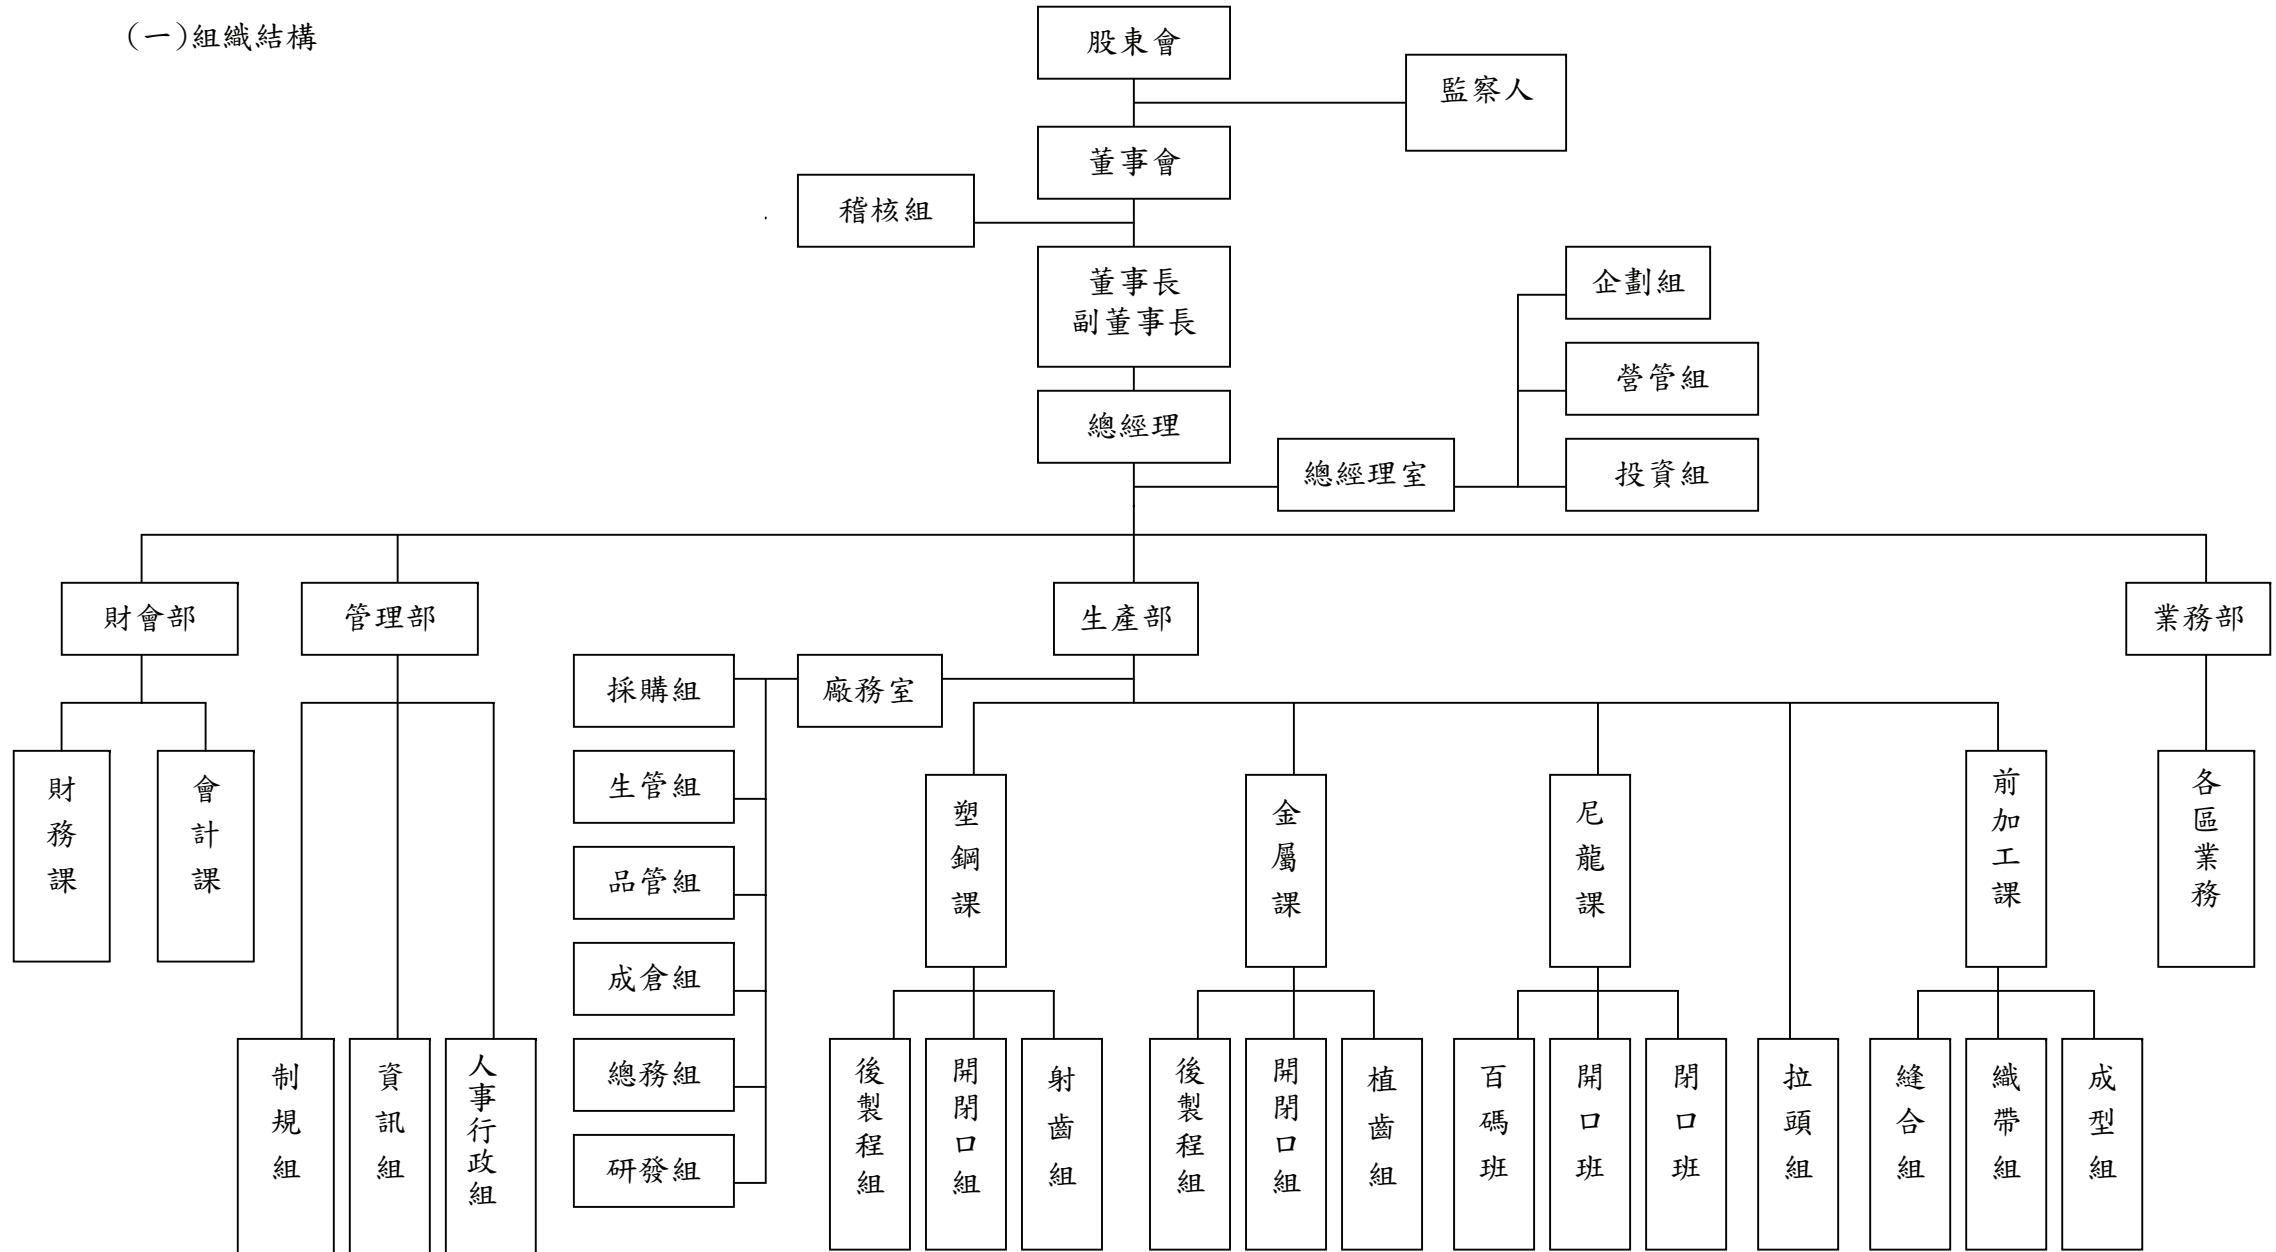 (一)組織結構
股東會
監察人
董事會
稽核組
董事長
副董事長
企劃組
營管組
總經理
總經理室
投資組
財會部
管理部
生產部
業務部
採購組
廠務室
生管組
品管組
成倉組
總務組
研發組
財務課
會計課
塑鋼課
金屬課
尼龍課
前加工課
各區業務
制規組
資訊組
人事行政組
後製程組
開閉口組
射齒組
後製程組
開閉口組
植齒組
百碼班
開口班
閉口班
拉頭組
縫合組
織帶組
成型組